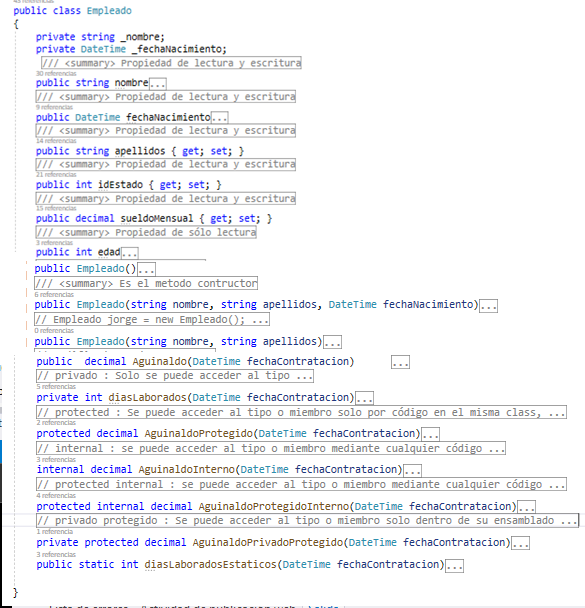 public class Empleado
{
private string _nombre;
private DateTime _fechaNacimiento;
/// <summary> Propiedad de lectura y escritura
30 referencias
public string nombre...
/// <summary> Propiedad de lectura y escritura
9 referencias
public DateTime fechaNacimiento...
/// <summary> Propiedad de lectura y escritura
14 referencias
public string apellidos { get; set; }
/// <summary> Propiedad de lectura y escritura
21 referencias
public int idEstado { get; set; }
/// <summary> Propiedad de lectura y escritura
15 referencias
public decimal sueldoMensual { get; set; }
/// <summary> Propiedad de sólo lectura
3 referencias
public int edad...
public Empleado()...
/// <summary> Es el metodo contructor
6 referencias
public Empleado(string nombre, string apellidos, DateTime fechaNacimiento)...
// Empleado jorge = new Empleado(); ...
0 referencias
public Empleado(string nombre, string apellidos)...
public decimal Aguinaldo(DateTime fechaContratacion) ...
// privado : Solo se puede acceder al tipo ...
5 referencias
private int diasLaborados(DateTime fechaContratacion)...
// protected : Se puede acceder al tipo o miembro solo por código en el misma class, ...
2 referencias
protected decimal AguinaldoProtegido(DateTime fechaContratacion)...
// internal : se puede acceder al tipo o miembro mediante cualquier código ...
3 referencias
internal decimal AguinaldoInterno(DateTime fechaContratacion)...
// protected internal : se puede acceder al tipo o miembro mediante cualquier código ...
4 referencias
protected internal decimal AguinaldoProtegidoInterno(DateTime fechaContratacion)...
// privado protegido : Se puede acceder al tipo o miembro solo dentro de su ensamblado ...
1 referencia
private protected decimal AguinaldoPrivadoProtegido(DateTime fechaContratacion)...
3 referencias
public static int diasLaboradosEstaticos(DateTime fechaContratacion)...
}